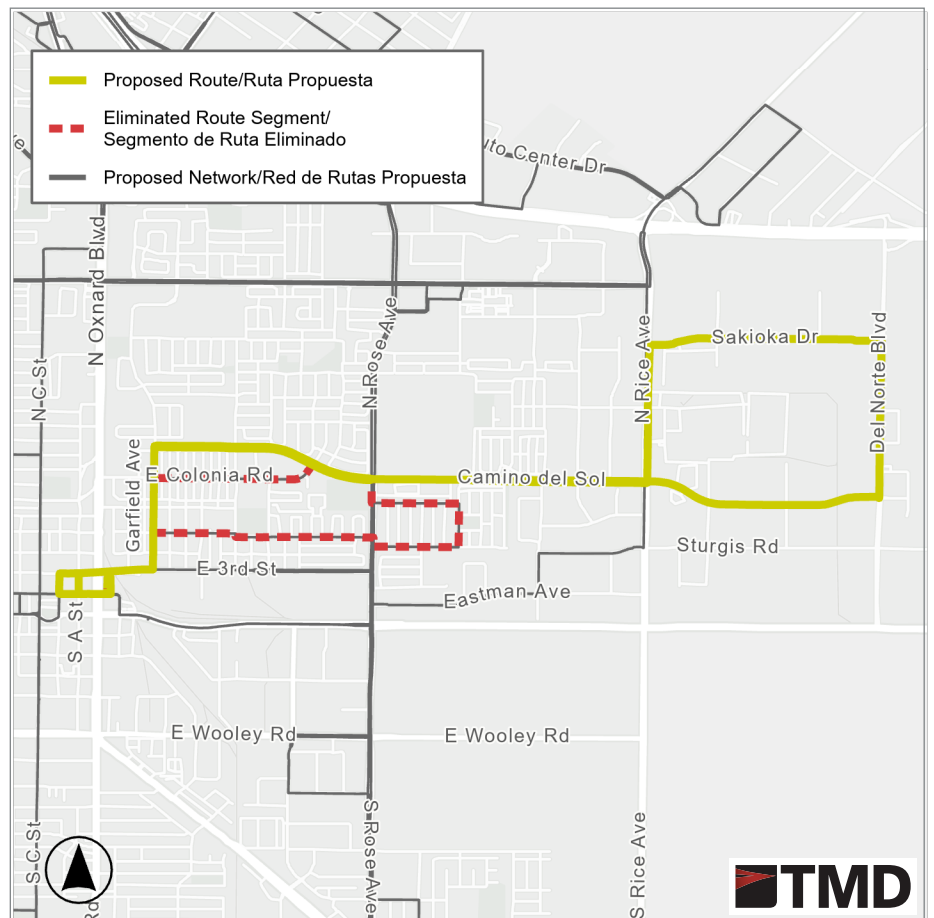 Proposed Route/Ruta Propuesta
Eliminated Route Segment/
Segmento de Ruta Eliminado
Proposed Network/Red de Rutas Propuesta
uto Center Dr
N Oxnard Blvd
N Rose Ave
N Rice Ave
Sakioka Dr
Del Norte Blvd
N C St
Garfield Ave
E Colonia Rd
Camino del Sol
Sturgis Rd
E 3rd St
Eastman Ave
S A St
E Wooley Rd
E Wooley Rd
S C St
S Rose Ave
S Rice Ave
Rd
TMD